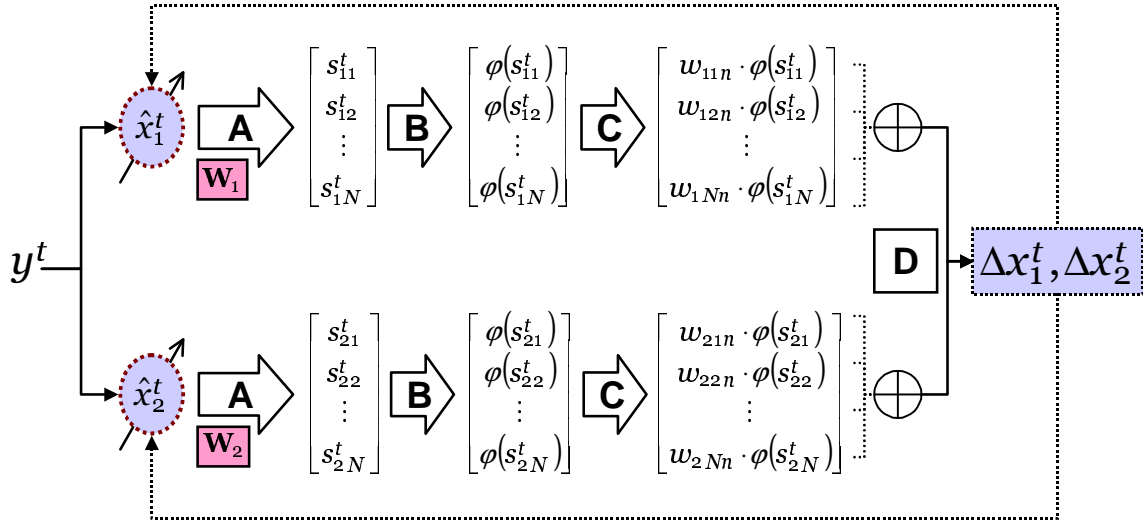 x̂₁ᵗ
A
W₁
s₁₁ᵗ
s₁₂ᵗ
⋮
s₁Nᵗ
B
φ(s₁₁ᵗ)
φ(s₁₂ᵗ)
⋮
φ(s₁Nᵗ)
C
w₁₁ₙ · φ(s₁₁ᵗ)
w₁₂ₙ · φ(s₁₂ᵗ)
⋮
w₁Nₙ · φ(s₁Nᵗ)
yᵗ
D
Δx₁ᵗ, Δx₂ᵗ
x̂₂ᵗ
A
W₂
s₂₁ᵗ
s₂₂ᵗ
⋮
s₂Nᵗ
B
φ(s₂₁ᵗ)
φ(s₂₂ᵗ)
⋮
φ(s₂Nᵗ)
C
w₂₁ₙ · φ(s₂₁ᵗ)
w₂₂ₙ · φ(s₂₂ᵗ)
⋮
w₂Nₙ · φ(s₂Nᵗ)